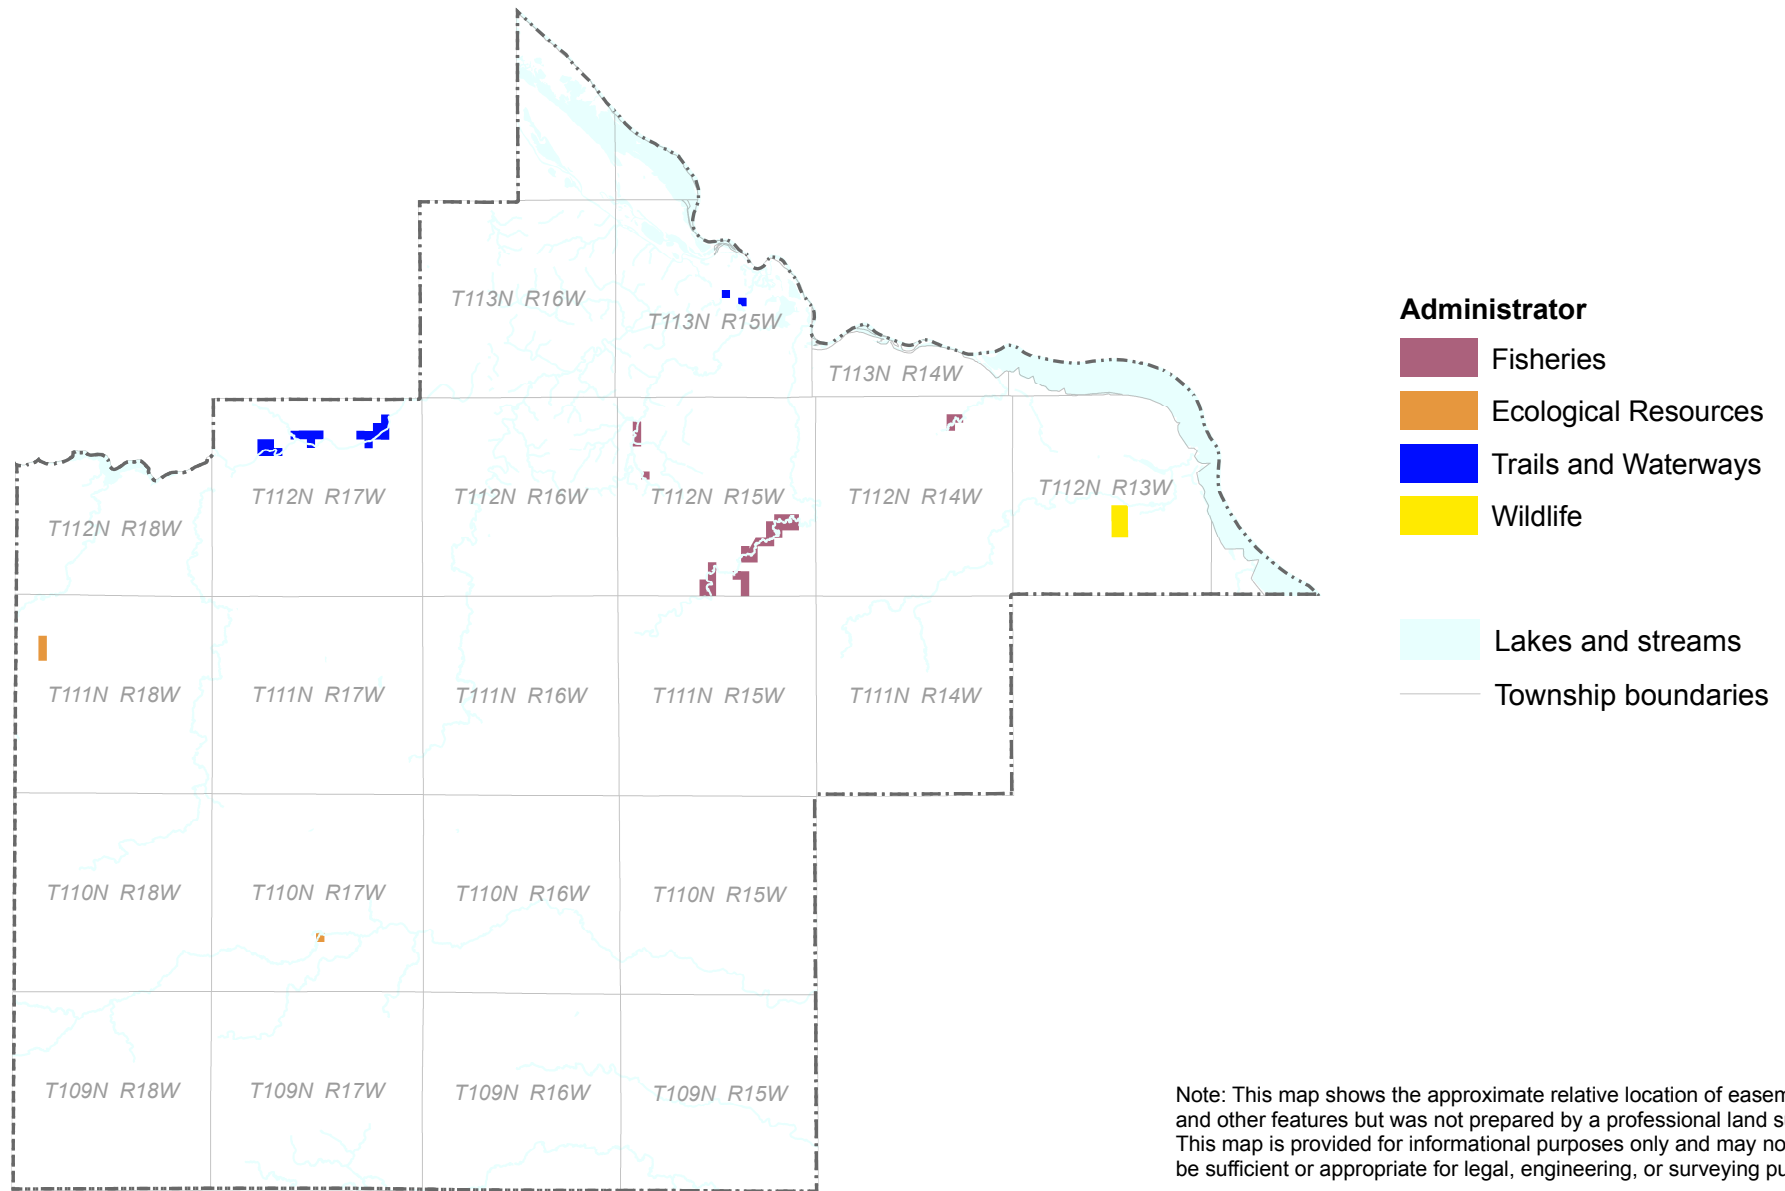 T113N R16W
T113N R15W
T113N R14W
T112N R18W
T112N R17W
T112N R16W
T112N R15W
T112N R14W
T112N R13W
T111N R18W
T111N R17W
T111N R16W
T111N R15W
T111N R14W
T110N R18W
T110N R17W
T110N R16W
T110N R15W
T109N R18W
T109N R17W
T109N R16W
T109N R15W
Administrator
Fisheries
Ecological Resources
Trails and Waterways
Wildlife
Lakes and streams
Township boundaries
Note: This map shows the approximate relative location of
and other features but was not prepared by a professional land
This map is provided for informational purposes only and may
be sufficient or appropriate for legal, engineering, or surveying